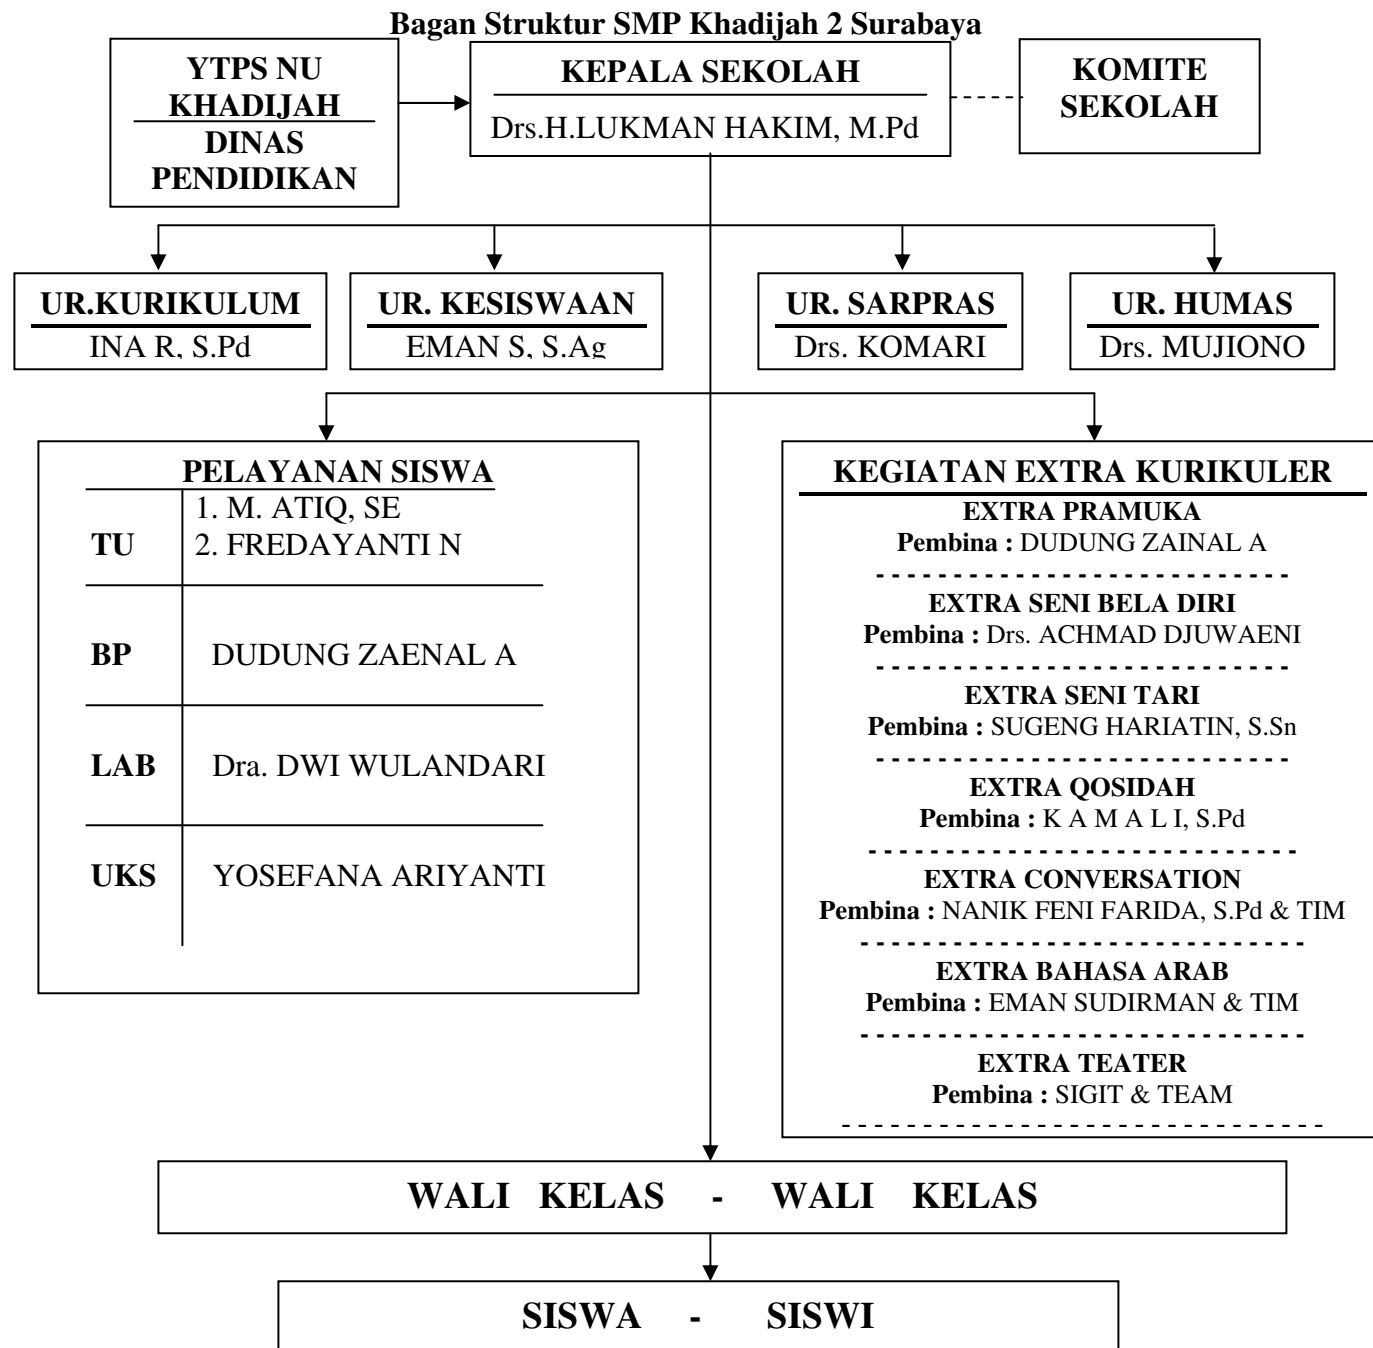 Bagan Struktur SMP Khadijah 2 Surabaya
YTPS NU
KHADIJAH
DINAS
PENDIDIKAN
KEPALA SEKOLAH
Drs.H.LUKMAN HAKIM, M.Pd
KOMITE
SEKOLAH
UR.KURIKULUM
INA R, S.Pd
UR. KESISWAAN
EMAN S, S.Ag
UR. SARPRAS
Drs. KOMARI
UR. HUMAS
Drs. MUJIONO
PELAYANAN SISWA
TU
1. M. ATIQ, SE
2. FREDAYANTI N
BP DUDUNG ZAENAL A
LAB Dra. DWI WULANDARI
UKS YOSEFANA ARIYANTI
KEGIATAN EXTRA KURIKULER
EXTRA PRAMUKA
Pembina : DUDUNG ZAINAL A
EXTRA SENI BELA DIRI
Pembina : Drs. ACHMAD DJUWAENI
EXTRA SENI TARI
Pembina : SUGENG HARIATIN, S.Sn
EXTRA QOSIDAH
Pembina : K A M A L I, S.Pd
EXTRA CONVERSATION
Pembina : NANIK FENI FARIDA, S.Pd & TIM
EXTRA BAHASA ARAB
Pembina : EMAN SUDIRMAN & TIM
EXTRA TEATER
Pembina : SIGIT & TEAM
WALI KELAS - WALI KELAS
SISWA - SISWI